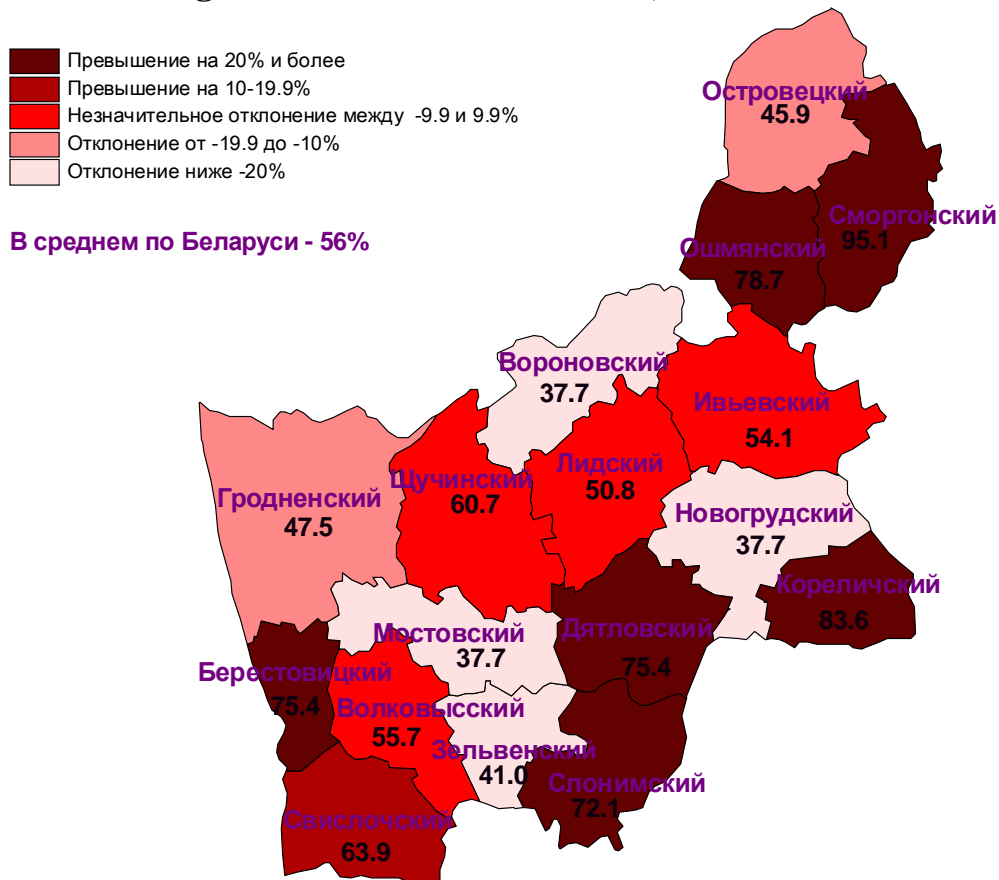 Превышение на 20% и более
Превышение на 10-19.9%
Незначительное отклонение между -9.9 и 9.9%
Отклонение от -19.9 до -10%
Отклонение ниже -20%
В среднем по Беларуси - 56%
Островецкий
45.9
Сморгонский
95.1
Ошмянский
78.7
Вороновский
37.7
Ивьевский
54.1
Лидский
50.8
Щучинский
60.7
Гродненский
47.5
Новогрудский
37.7
Кореличский
83.6
Мостовский
37.7
Дятловский
75.4
Берестовицкий
75.4
Волковысский
55.7
Зельвенский
41.0
Слонимский
72.1
Свислочский
63.9